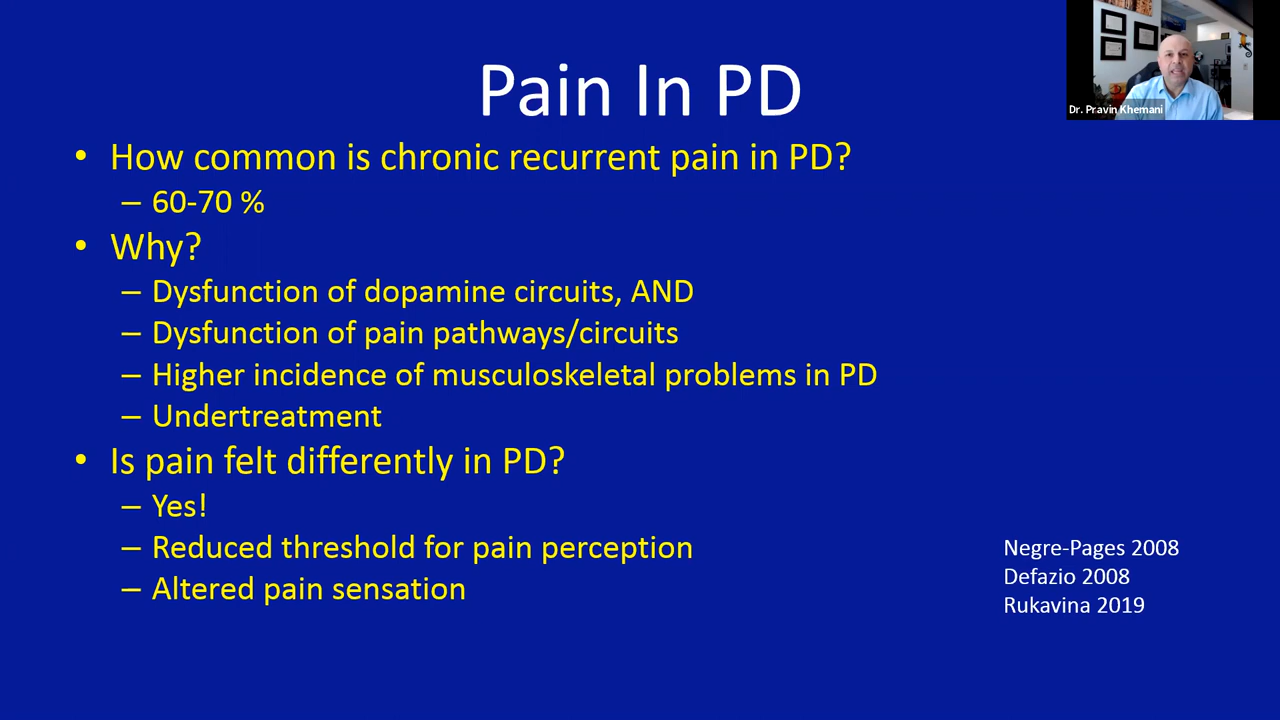 Pain In PD
Dr. Pravin Khemani
• How common is chronic recurrent pain in PD?
– 60-70 %
• Why?
– Dysfunction of dopamine circuits, AND
– Dysfunction of pain pathways/circuits
– Higher incidence of musculoskeletal problems in PD
– Undertreatment
• Is pain felt differently in PD?
– Yes!
– Reduced threshold for pain perception
– Altered pain sensation
Negre-Pages 2008
Defazio 2008
Rukavina 2019